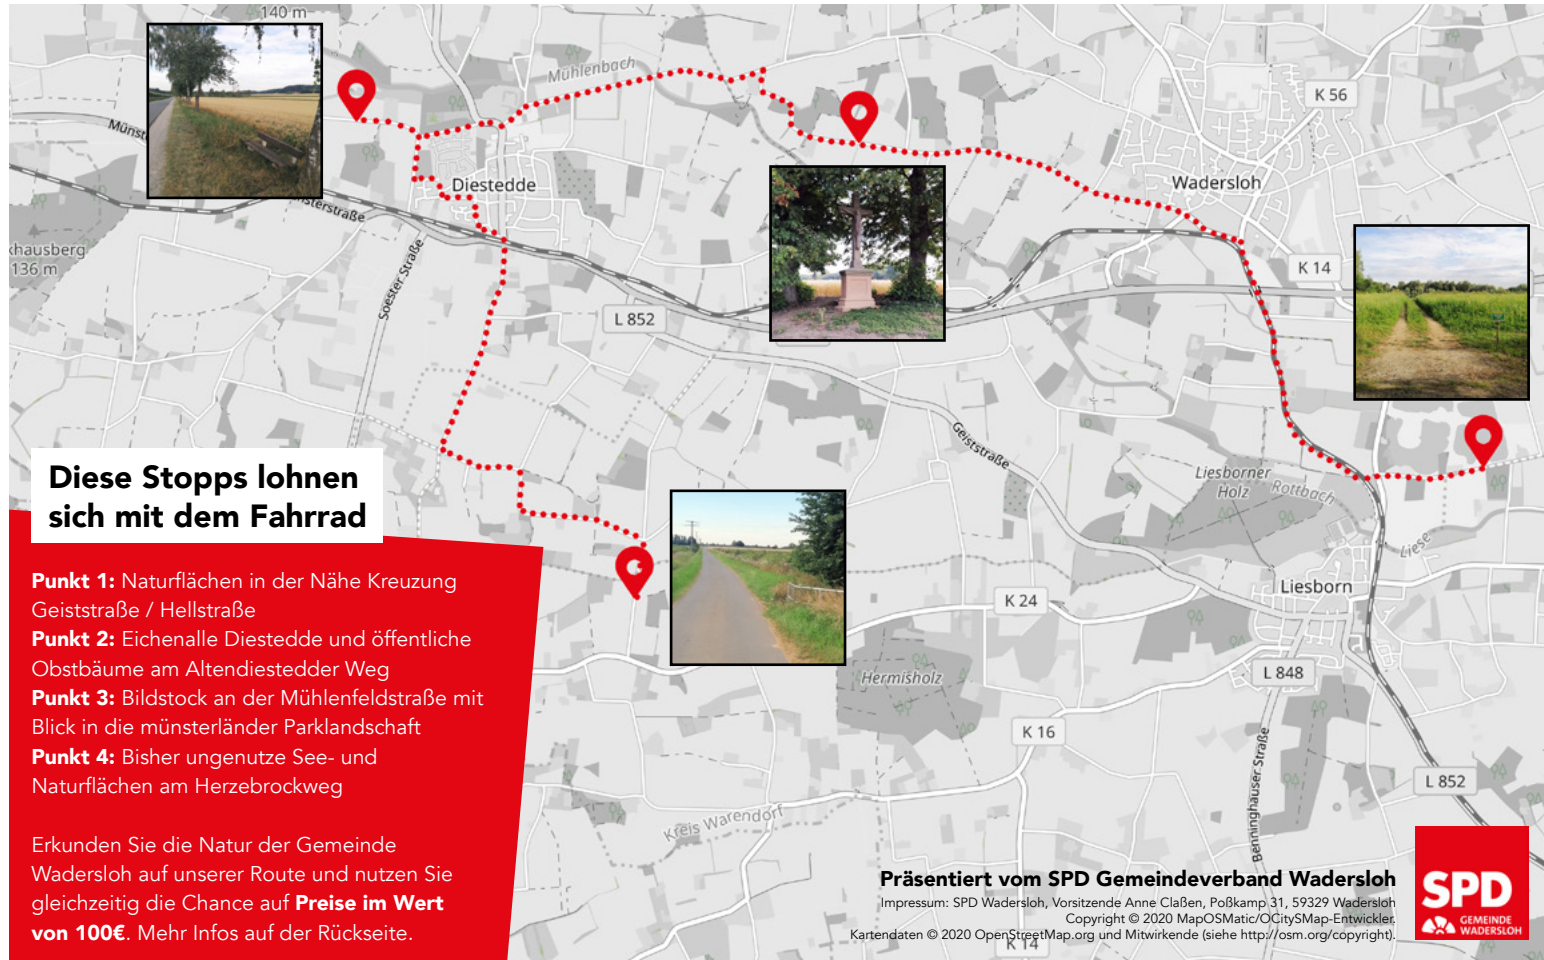 140 m
Mühlenbach
K 56
Münst
Diestedde
Wadersloh
nsterstraße
khausberg
136 m
Soester Straße
K 14
L 852
Geiststraße
Liesborner
Holz
Rottbach
Liese
Diese Stopps lohnen
sich mit dem Fahrrad
Punkt 1: Naturflächen in der Nähe Kreuzung
Geiststraße / Hellstraße
Punkt 2: Eichenalle Diestedde und öffentliche
Obstbäume am Altendiestedder Weg
Punkt 3: Bildstock an der Mühlenfeldstraße mit
Blick in die münsterländer Parklandschaft
Punkt 4: Bisher ungenutze See- und
Naturflächen am Herzebrockweg
Erkunden Sie die Natur der Gemeinde
Wadersloh auf unserer Route und nutzen Sie
gleichzeitig die Chance auf Preise im Wert
von 100€. Mehr Infos auf der Rückseite.
Liesborn
K 24
Hermisholz
L 848
K 16
Benninghauser Straße
L 852
Kreis Warendorf
Präsentiert vom SPD Gemeindeverband Wadersloh
Impressum: SPD Wadersloh, Vorsitzende Anne Claßen, Poßkamp 31, 59329 Wadersloh
Copyright © 2020 MapOSMatic/OCitySMap-Entwickler.
Kartendaten © 2020 OpenStreetMap.org und Mitwirkende (siehe http://osm.org/copyright).
K 14
SPD
GEMEINDE
WADERSLOH